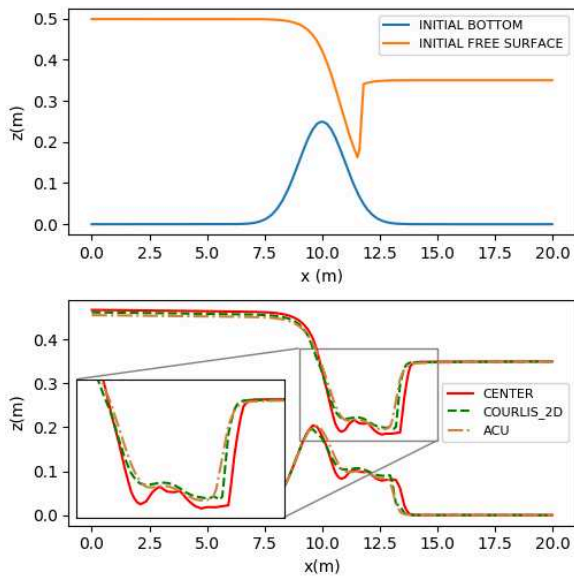 INITIAL BOTTOM
INITIAL FREE SURFACE
z(m)
0.5
0.4
0.3
0.2
0.1
0.0
0.0 2.5 5.0 7.5 10.0 12.5 15.0 17.5 20.0
x (m)
CENTER
COURLIS_2D
ACU
z(m)
0.4
0.3
0.2
0.1
0.0
0.0 2.5 5.0 7.5 10.0 12.5 15.0 17.5 20.0
x(m)